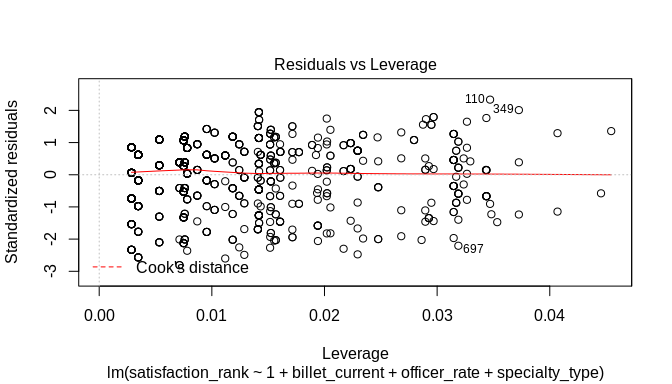 Residuals vs Leverage
Standardized residuals
2
1
0
-1
-2
-3
110
349
697
Cook's distance
0.00 0.01 0.02 0.03 0.04
Leverage
lm(satisfaction_rank ~ 1 + billet_current + officer_rate + specialty_type)